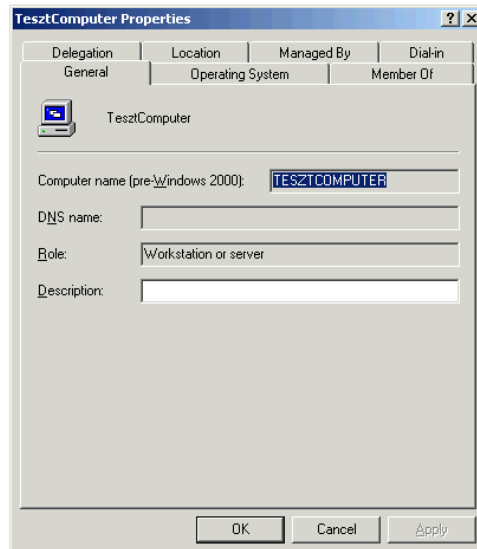 TesztComputer Properties
Delegation Location Managed By Dial-in
General Operating System Member Of
TesztComputer
Computer name (pre-Windows 2000): TESZTCOMPUTER
DNS name:
Role: Workstation or server
Description:
OK Cancel Apply